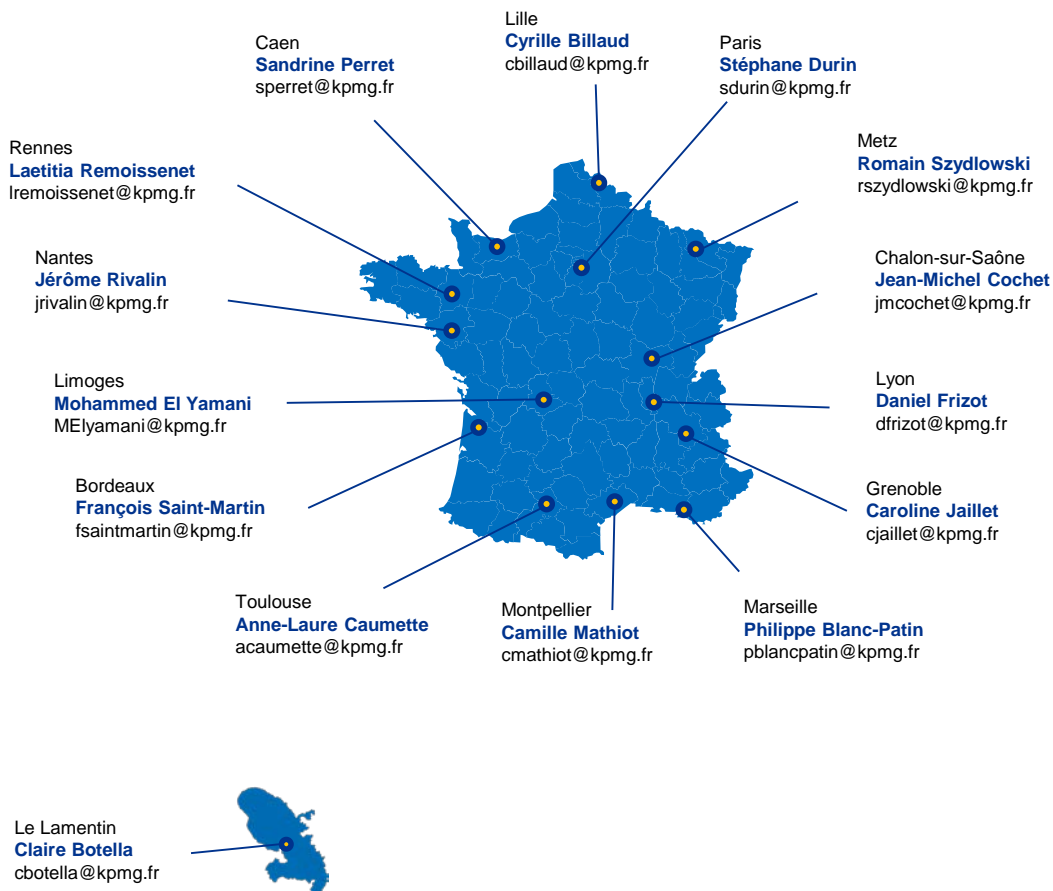 Lille
Cyrille Billaud
cbillaud@kpmg.fr
Caen
Sandrine Perret
sperret@kpmg.fr
Paris
Stéphane Durin
sdurin@kpmg.fr
Rennes
Laetitia Remoissenet
lremoissenet@kpmg.fr
Metz
Romain Szydlowski
rszydlowski@kpmg.fr
Nantes
Jérôme Rivalin
jrivalin@kpmg.fr
Chalon-sur-Saône
Jean-Michel Cochet
jmcochet@kpmg.fr
Limoges
Mohammed El Yamani
MElyamani@kpmg.fr
Lyon
Daniel Frizot
dfrizot@kpmg.fr
Bordeaux
François Saint-Martin
fsaintmartin@kpmg.fr
Grenoble
Caroline Jaillet
cjaillet@kpmg.fr
Toulouse
Anne-Laure Caumette
acaumette@kpmg.fr
Montpellier
Camille Mathiot
cmathiot@kpmg.fr
Marseille
Philippe Blanc-Patin
pblancpatin@kpmg.fr
Le Lamentin
Claire Botella
cbotella@kpmg.fr